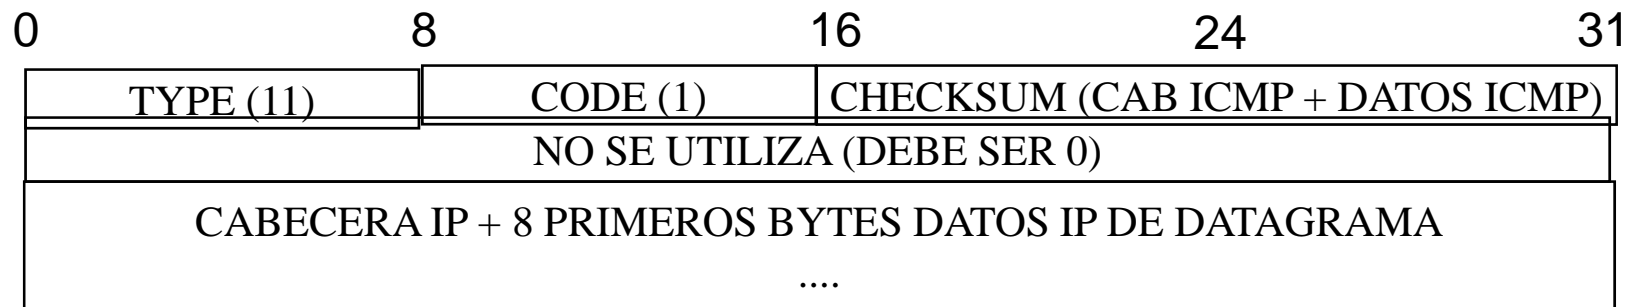 0 8 16 24 31
TYPE (11) CODE (1) CHECKSUM (CAB ICMP + DATOS ICMP)
NO SE UTILIZA (DEBE SER 0)
CABECERA IP + 8 PRIMEROS BYTES DATOS IP DE DATAGRAMA
....